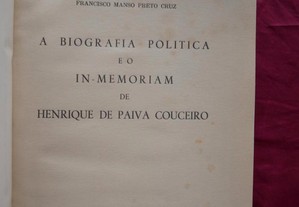 FRANCISCO MANSO PRETO CRUZ
A BIOGRAFIA POLITICA
E O
IN-MEMORIAM
DE
HENRIQUE DE PAIVA COUCEIRO